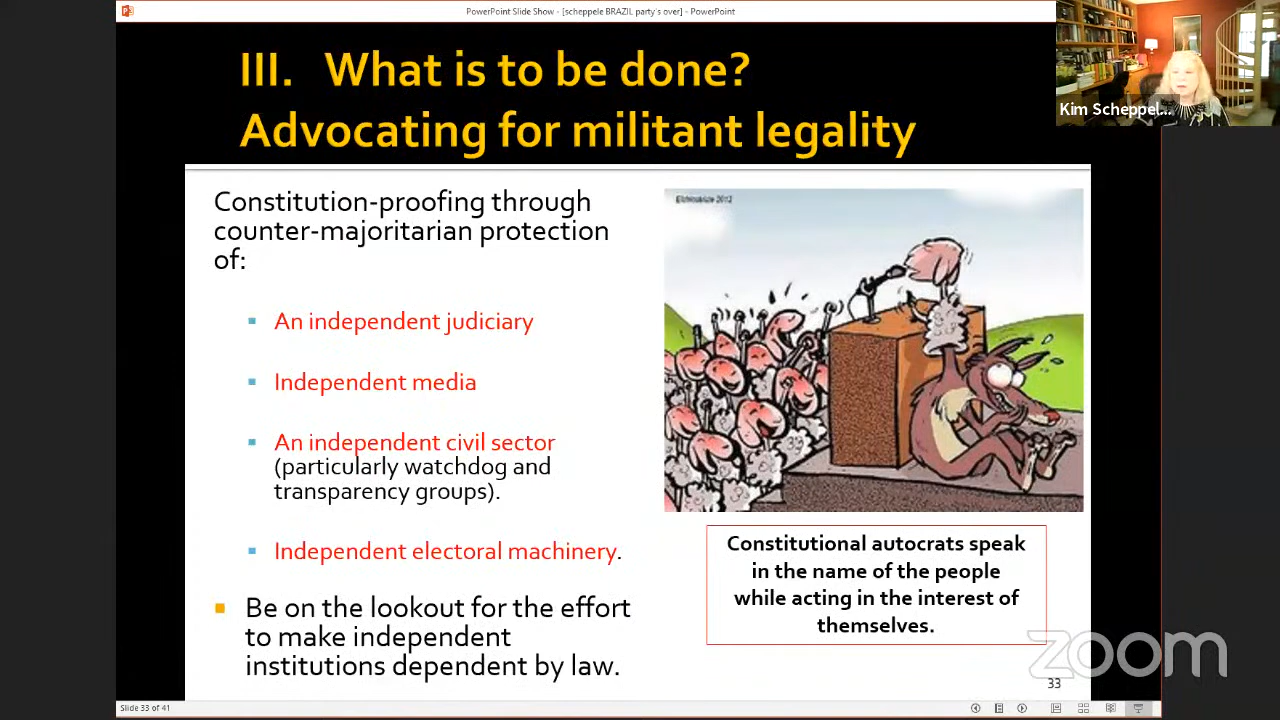 PowerPoint Slide Show - [scheppele BRAZIL party's over] - PowerPoint
III. What is to be done?
Advocating for militant legality
Kim Scheppel...
Constitution-proofing through
counter-majoritarian protection
of:
An independent judiciary
Independent media
An independent civil sector
(particularly watchdog and
transparency groups).
Independent electoral machinery.
Be on the lookout for the effort
to make independent
institutions dependent by law.
2012
Constitutional autocrats speak
in the name of the people
while acting in the interest of
themselves.
zoom
33
Slide 33 of 41